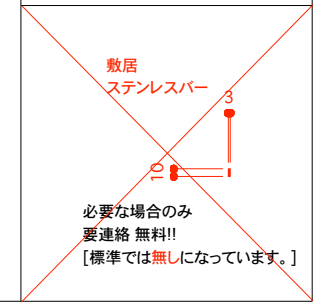 敷居
ステンレスバー
3
10
必要な場合のみ
要連絡 無料!!
[標準では無しになっています。]